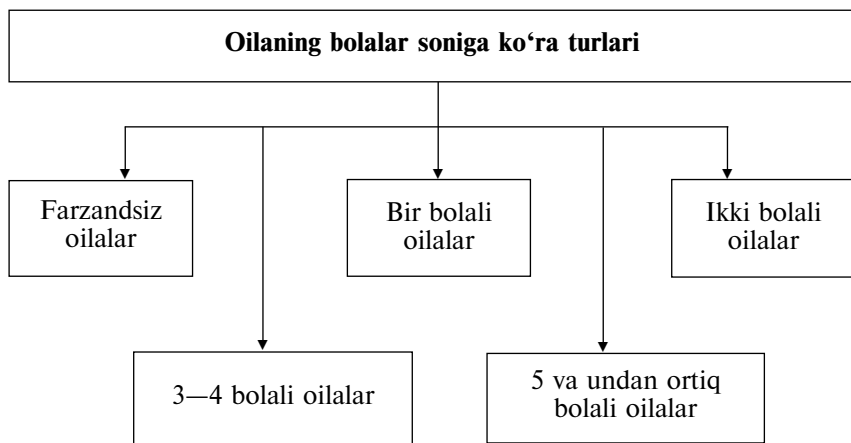 Oilaning bolalar soniga ko‘ra turlari
Farzandsiz
oilalar
Bir bolali
oilalar
Ikki bolali
oilalar
3—4 bolali oilalar
5 va undan ortiq
bolali oilalar